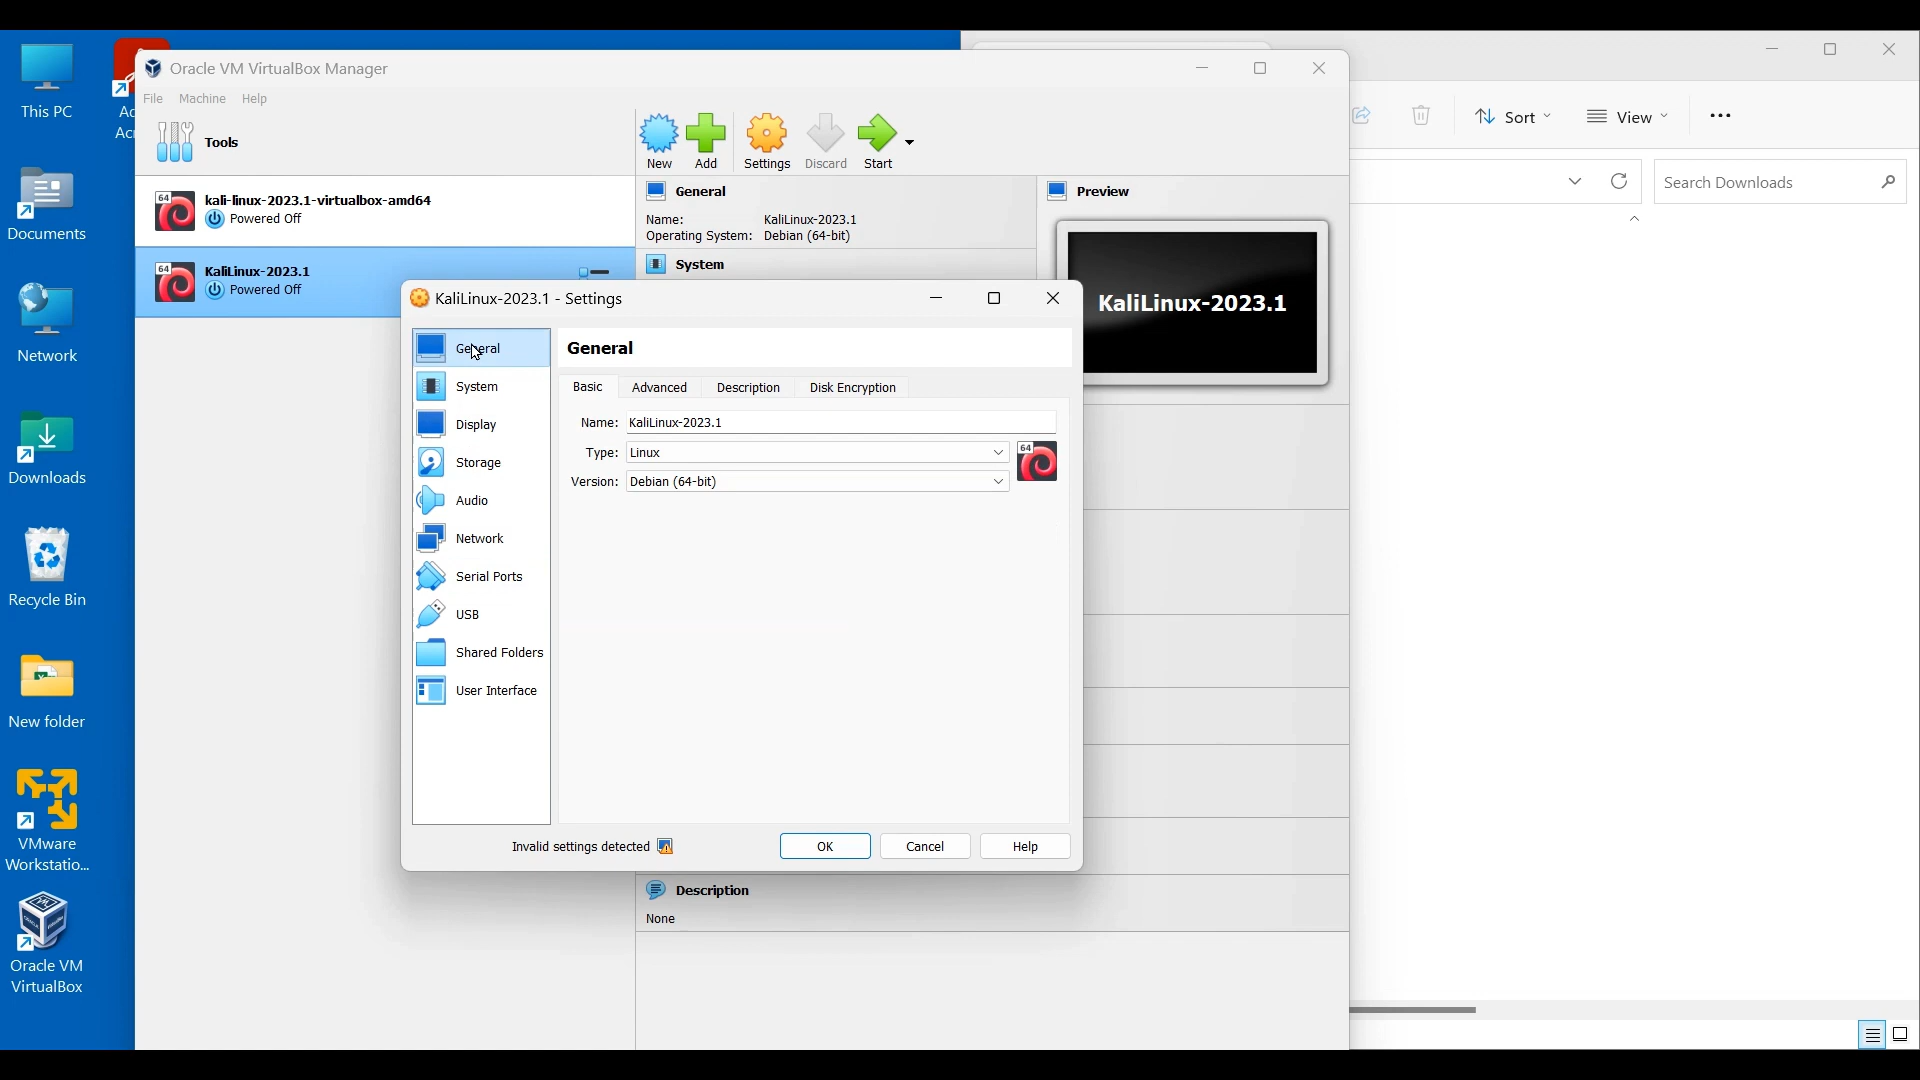 This PC
Documents
Network
Downloads
Recycle Bin
New folder
VMware
Workstatio...
Oracle VM
VirtualBox
Oracle VM VirtualBox Manager
File Machine Help
Tools
New Add Settings Discard Start
64 kali-linux-2023.1-virtualbox-amd64
Powered Off
64 KaliLinux-2023.1
Powered Off
General
Name: KaliLinux-2023.1
Operating System: Debian (64-bit)
System
Preview
KaliLinux-2023.1
KaliLinux-2023.1 - Settings
General
System
Display
Storage
Audio
Network
Serial Ports
USB
Shared Folders
User Interface
General
Basic Advanced Description Disk Encryption
Name: KaliLinux-2023.1
Type: Linux
64
Version: Debian (64-bit)
Invalid settings detected
OK Cancel Help
Description
None
Sort View
Search Downloads